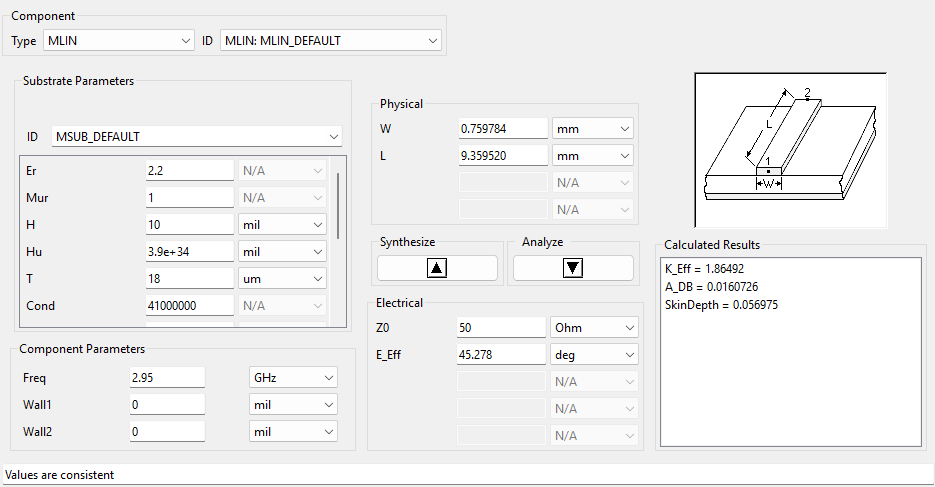 Component
Type MLIN ID MLIN: MLIN_DEFAULT
Substrate Parameters
ID MSUB_DEFAULT
Er 2.2 N/A
Mur 1 N/A
H 10 mil
Hu 3.9e+34 mil
T 18 um
Cond 41000000 N/A
Component Parameters
Freq 2.95 GHz
Wall1 0 mil
Wall2 0 mil
Physical
W 0.759784 mm
L 9.359520 mm
N/A
N/A
Synthesize Analyze
Electrical
Z0 50 Ohm
E_Eff 45.278 deg
N/A
N/A
N/A
2
L
1
W
Calculated Results
K_Eff = 1.86492
A_DB = 0.0160726
SkinDepth = 0.056975
Values are consistent